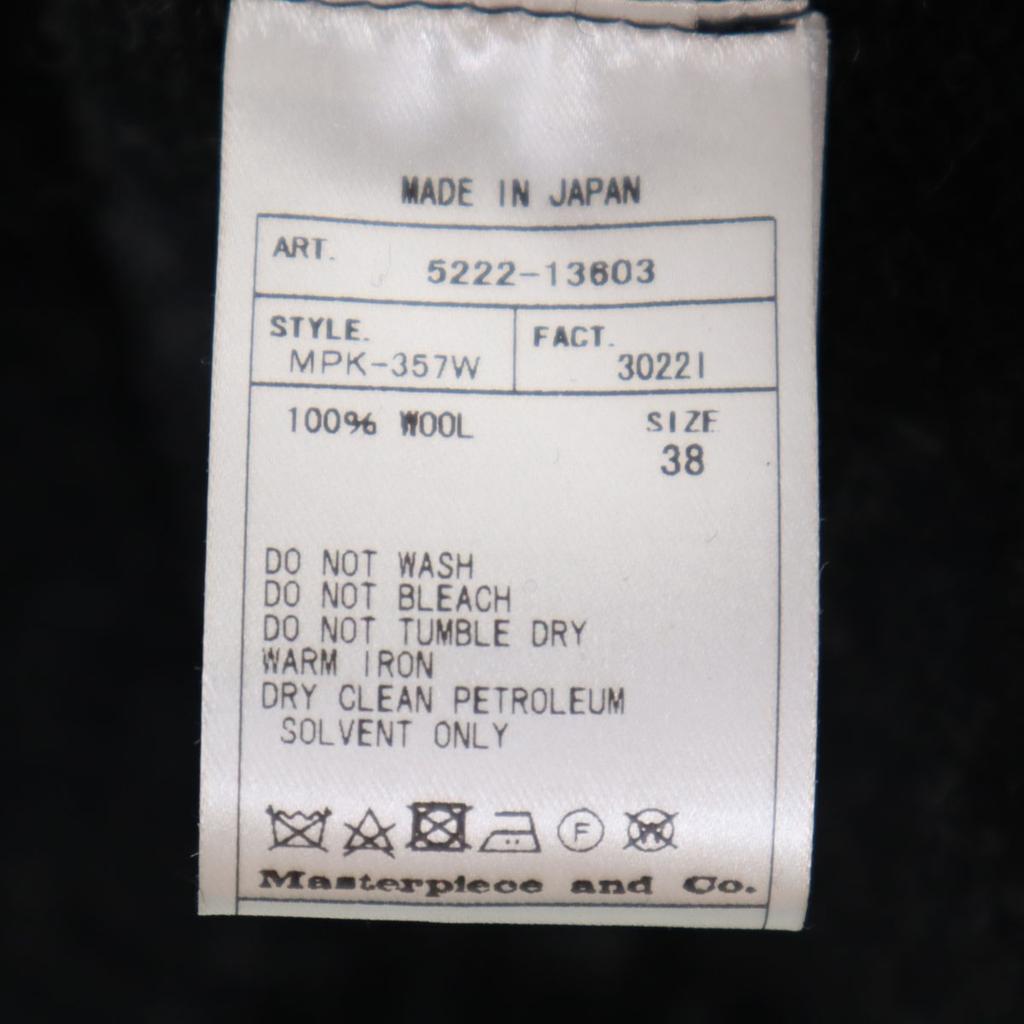 MADE IN JAPAN
ART.
5222-13603
STYLE.
MPK-357W
FACT.
30221
100% WOOL
SIZE
38
DO NOT WASH
DO NOT BLEACH
DO NOT TUMBLE DRY
WARM IRON
DRY CLEAN PETROLEUM
SOLVENT ONLY
F W
Masterpiece and Co.